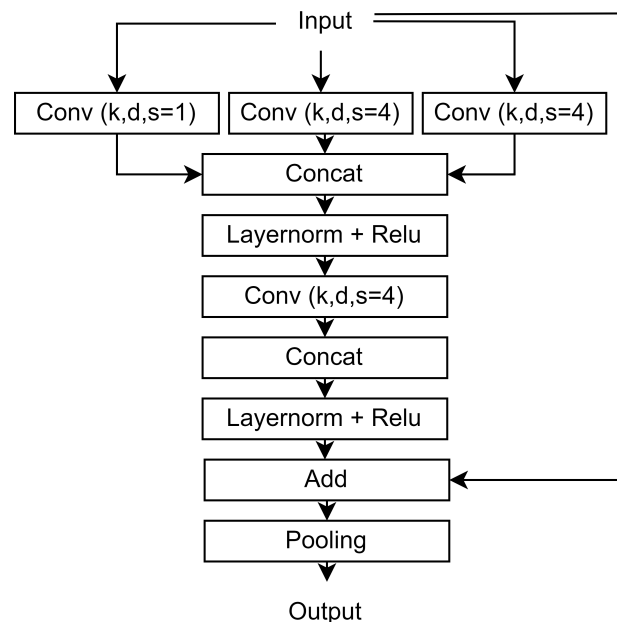 Input
Conv (k,d,s=1)
Conv (k,d,s=4)
Conv (k,d,s=4)
Concat
Layernorm + Relu
Conv (k,d,s=4)
Concat
Layernorm + Relu
Add
Pooling
Output